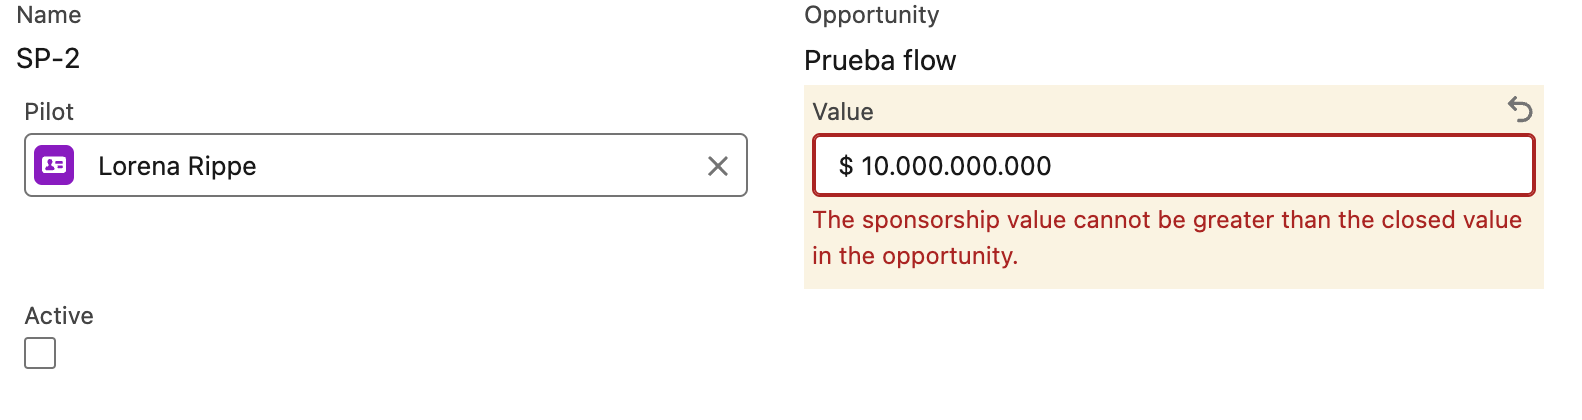 Name
SP-2
Pilot
Lorena Rippe
Active
Opportunity
Prueba flow
Value
$ 10.000.000.000
The sponsorship value cannot be greater than the closed value
in the opportunity.